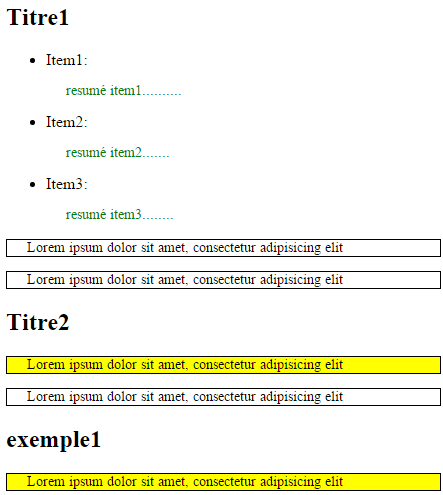 Titre1
Item1:
resumé item1..........
Item2:
resumé item2.......
Item3:
resumé item3........
Lorem ipsum dolor sit amet, consectetur adipisicing elit
Lorem ipsum dolor sit amet, consectetur adipisicing elit
Titre2
Lorem ipsum dolor sit amet, consectetur adipisicing elit
Lorem ipsum dolor sit amet, consectetur adipisicing elit
exemple1
Lorem ipsum dolor sit amet, consectetur adipisicing elit